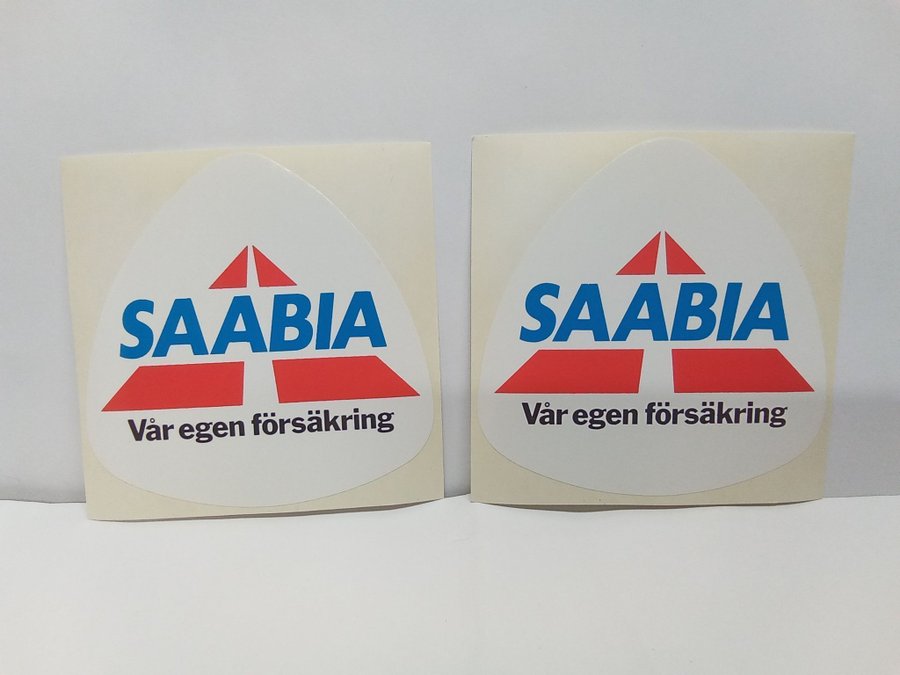 SAABIA
Vår egen försäkring
SAABIA
Vår egen försäkring